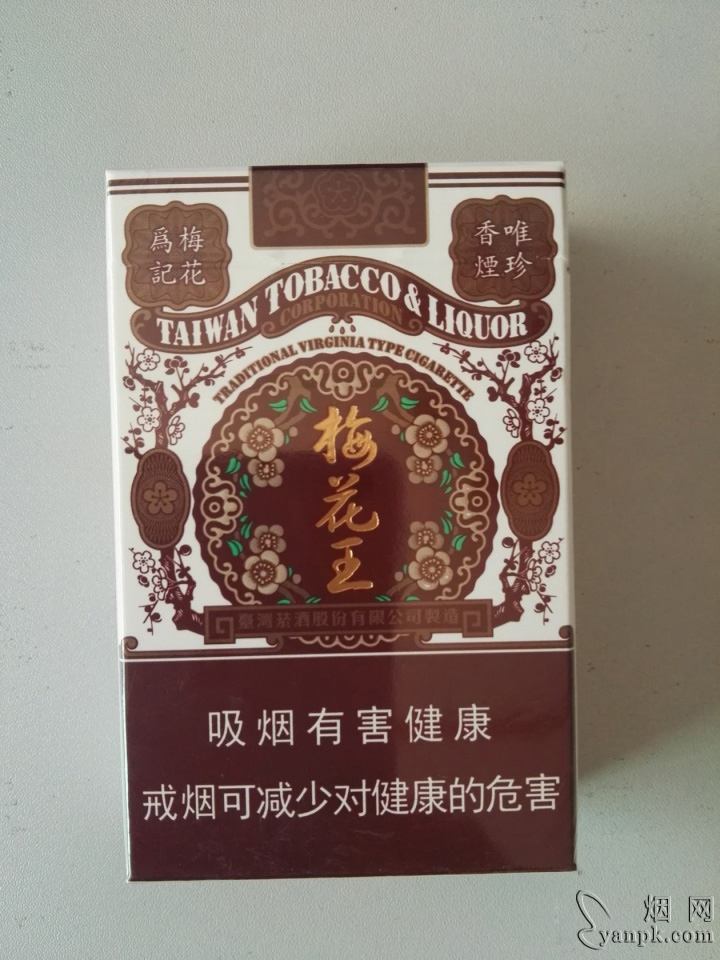 梅花
爲記
唯珍
香煙
TAIWAN TOBACCO & LIQUOR
CORPORATION
TRADITIONAL VIRGINIA TYPE CIGARETTE
梅花王
臺灣菸酒股份有限公司製造
吸烟有害健康
戒烟可减少对健康的危害
烟网
yanpk.com